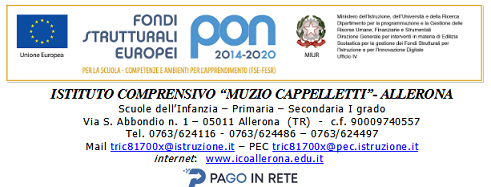 Unione Europea
FONDI
STRUTTURALI
EUROPEI
pon
2014-2020
PER LA SCUOLA - COMPETENZE E AMBIENTI PER L'APPRENDIMENTO (FSE-FESR)
MIUR
Ministero dell'Istruzione, dell'Università e della Ricerca
Dipartimento per la programmazione e la Gestione delle
Risorse Umane, Finanziarie e Strumentali
Direzione Generale per interventi in materia di Edilizia
Scolastica per la gestione dei Fondi Strutturali per
l'Istruzione e per l'Innovazione Digitale
Ufficio IV
ISTITUTO COMPRENSIVO “MUZIO CAPPELLETTI”- ALLERONA
Scuole dell’Infanzia – Primaria – Secondaria I grado
Via S. Abbondio n. 1 – 05011 Allerona (TR) - c.f. 90009740557
Tel. 0763/624116 - 0763/624486 – 0763/624497
Mail tric81700x@istruzione.it – PEC tric81700x@pec.istruzione.it
internet: www.icoallerona.edu.it
PAGO IN RETE